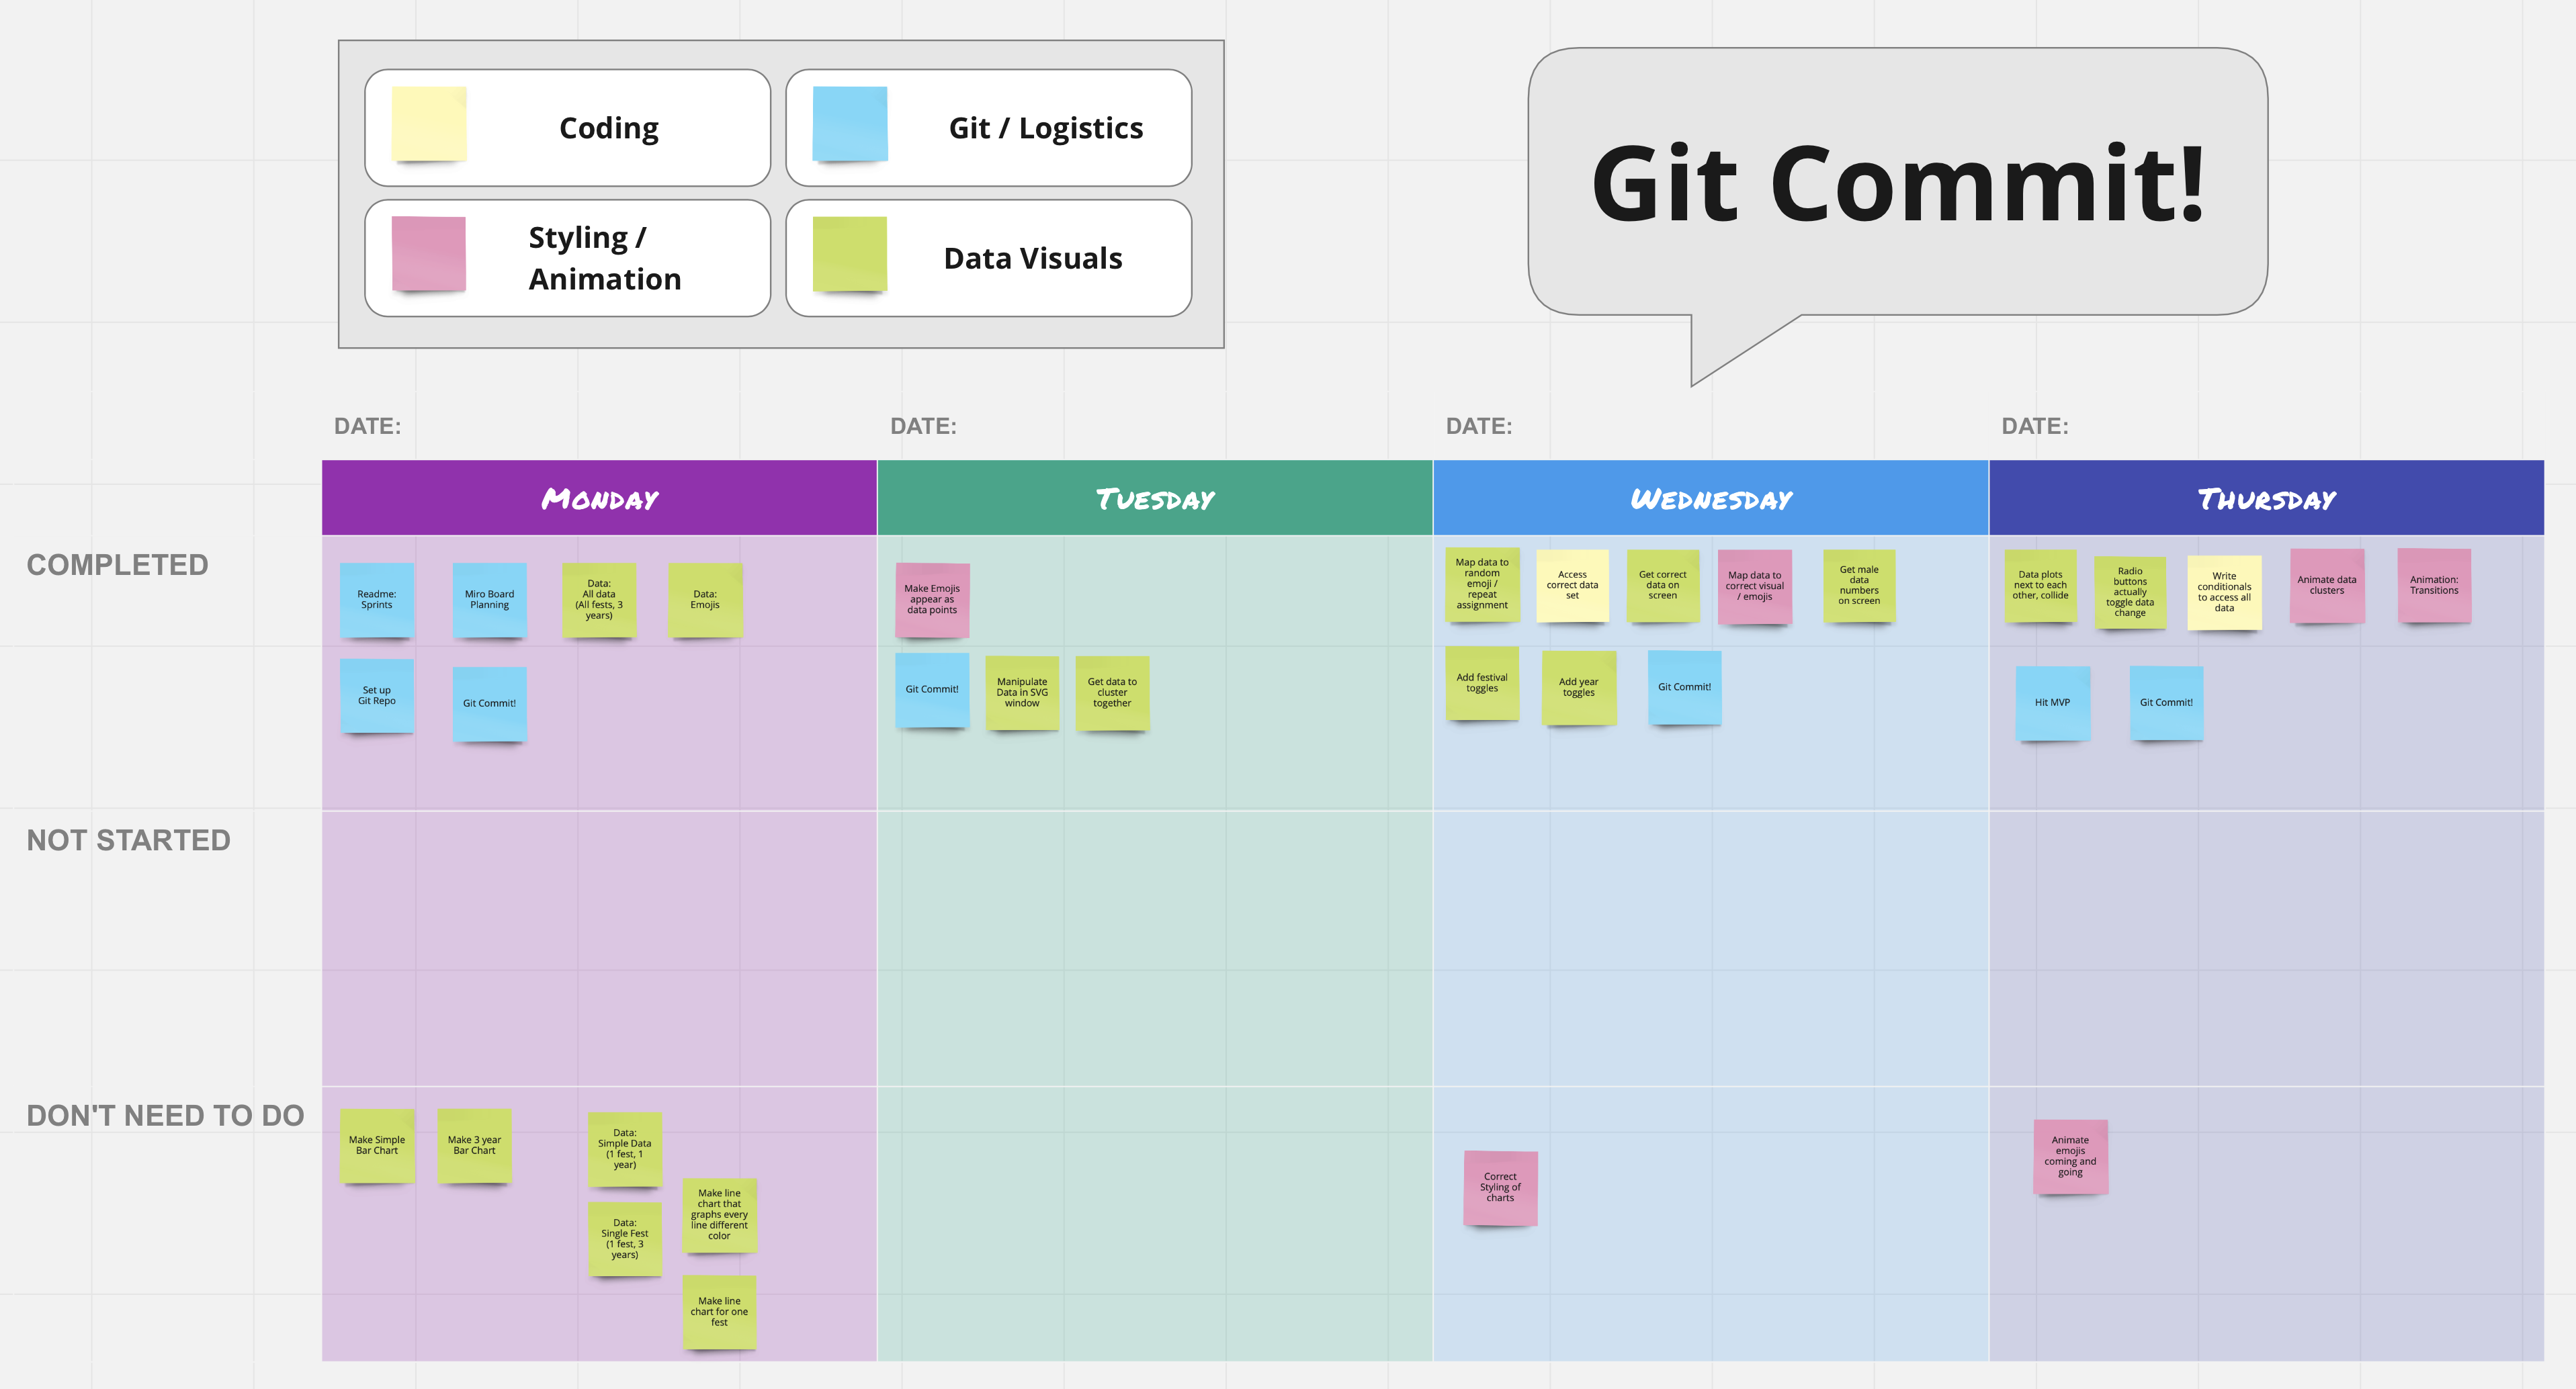 Coding
Git / Logistics
Styling /
Animation
Data Visuals
Git Commit!
DATE:
DATE:
DATE:
DATE:
Monday
Tuesday
Wednesday
Thursday
COMPLETED
Readme:
Sprints
Miro Board
Planning
Data:
All data
(All fests, 3
years)
Data:
Emojis
Set up
Git Repo
Git Commit!
Make Emojis
appear as
data points
Git Commit!
Manipulate
Data in SVG
window
Get data to
cluster
together
Map data to
random
emoji /
repeat
assignment
Access
correct data
set
Get correct
data on
screen
Map data to
correct visual
/ emojis
Get male
data
numbers
on screen
Add festival
toggles
Add year
toggles
Git Commit!
Data plots
next to each
other, collide
Radio
buttons
actually
toggle data
change
Write
conditionals
to access all
data
Animate data
clusters
Animation:
Transitions
Hit MVP
Git Commit!
NOT STARTED
DON'T NEED TO DO
Make Simple
Bar Chart
Make 3 year
Bar Chart
Data:
Simple Data
(1 fest, 1
year)
Data:
Single Fest
(1 fest, 3
years)
Make line
chart that
graphs every
line different
color
Make line
chart for one
fest
Correct
Styling of
charts
Animate
emojis
coming and
going